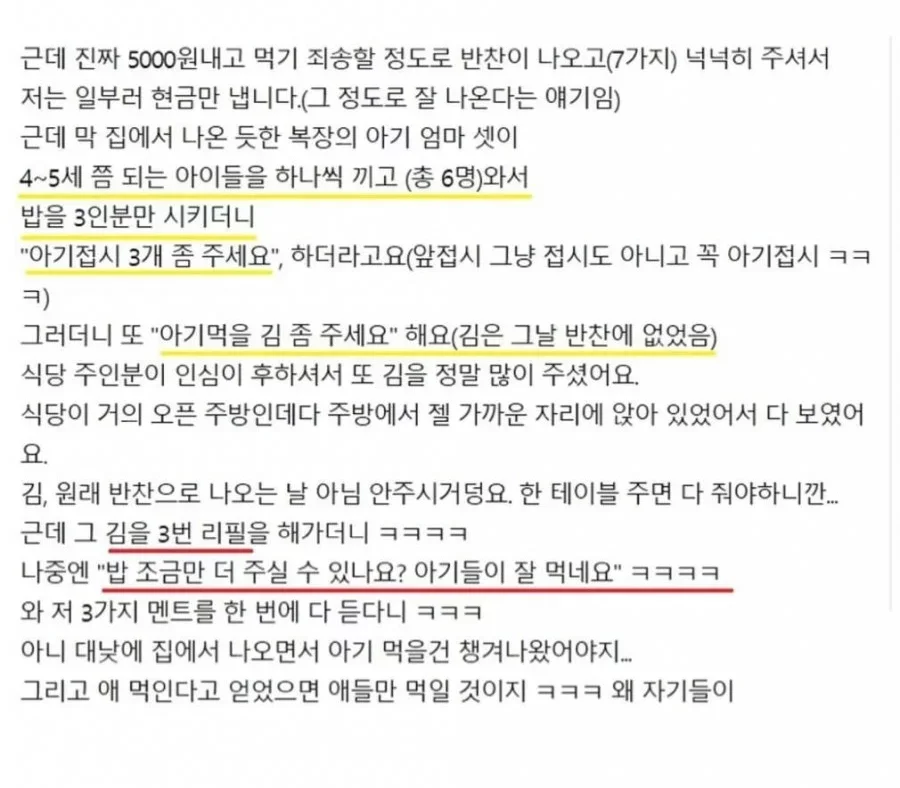 근데 진짜 5000원내고 먹기 죄송할 정도로 반찬이 나오고(7가지) 넉넉히 주셔서
저는 일부러 현금만 냅니다.(그 정도로 잘 나온다는 얘기임)
근데 막 집에서 나온 듯한 복장의 아기 엄마 셋이
4~5세 쯤 되는 아이들을 하나씩 끼고 (총 6명)와서
밥을 3인분만 시키더니
"아기접시 3개 좀 주세요", 하더라고요(앞접시 그냥 접시도 아니고 꼭 아기접시 ㅋㅋ
ㅋ)
그러더니 또 "아기먹을 김 좀 주세요" 해요(김은 그날 반찬에 없었음)
식당 주인분이 인심이 후하셔서 또 김을 정말 많이 주셨어요.
식당이 거의 오픈 주방인데다 주방에서 젤 가까운 자리에 앉아 있었어서 다 보였어
요.
김, 원래 반찬으로 나오는 날 아님 안주시거덩요. 한 테이블 주면 다 줘야하니깐...
근데 그 김을 3번 리필을 해가더니 ㅋㅋㅋㅋ
나중엔 "밥 조금만 더 주실 수 있나요? 아기들이 잘 먹네요" ㅋㅋㅋㅋ
와 저 3가지 멘트를 한 번에 다 듣다니 ㅋㅋㅋ
아니 대낮에 집에서 나오면서 아기 먹을건 챙겨나왔어야지...
그리고 애 먹인다고 얻었으면 애들만 먹일 것이지 ㅋㅋㅋ 왜 자기들이